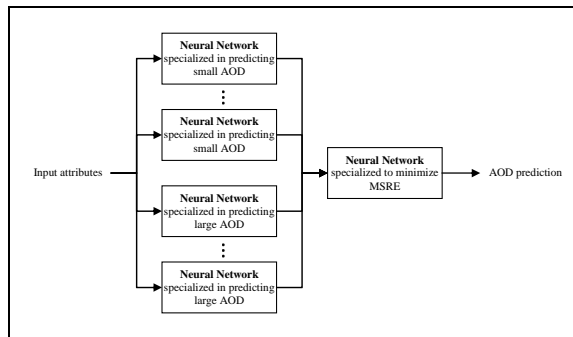 Neural Network
specialized in predicting
small AOD
Neural Network
specialized in predicting
small AOD
Input attributes
Neural Network
specialized to minimize
MSRE
AOD prediction
Neural Network
specialized in predicting
large AOD
Neural Network
specialized in predicting
large AOD